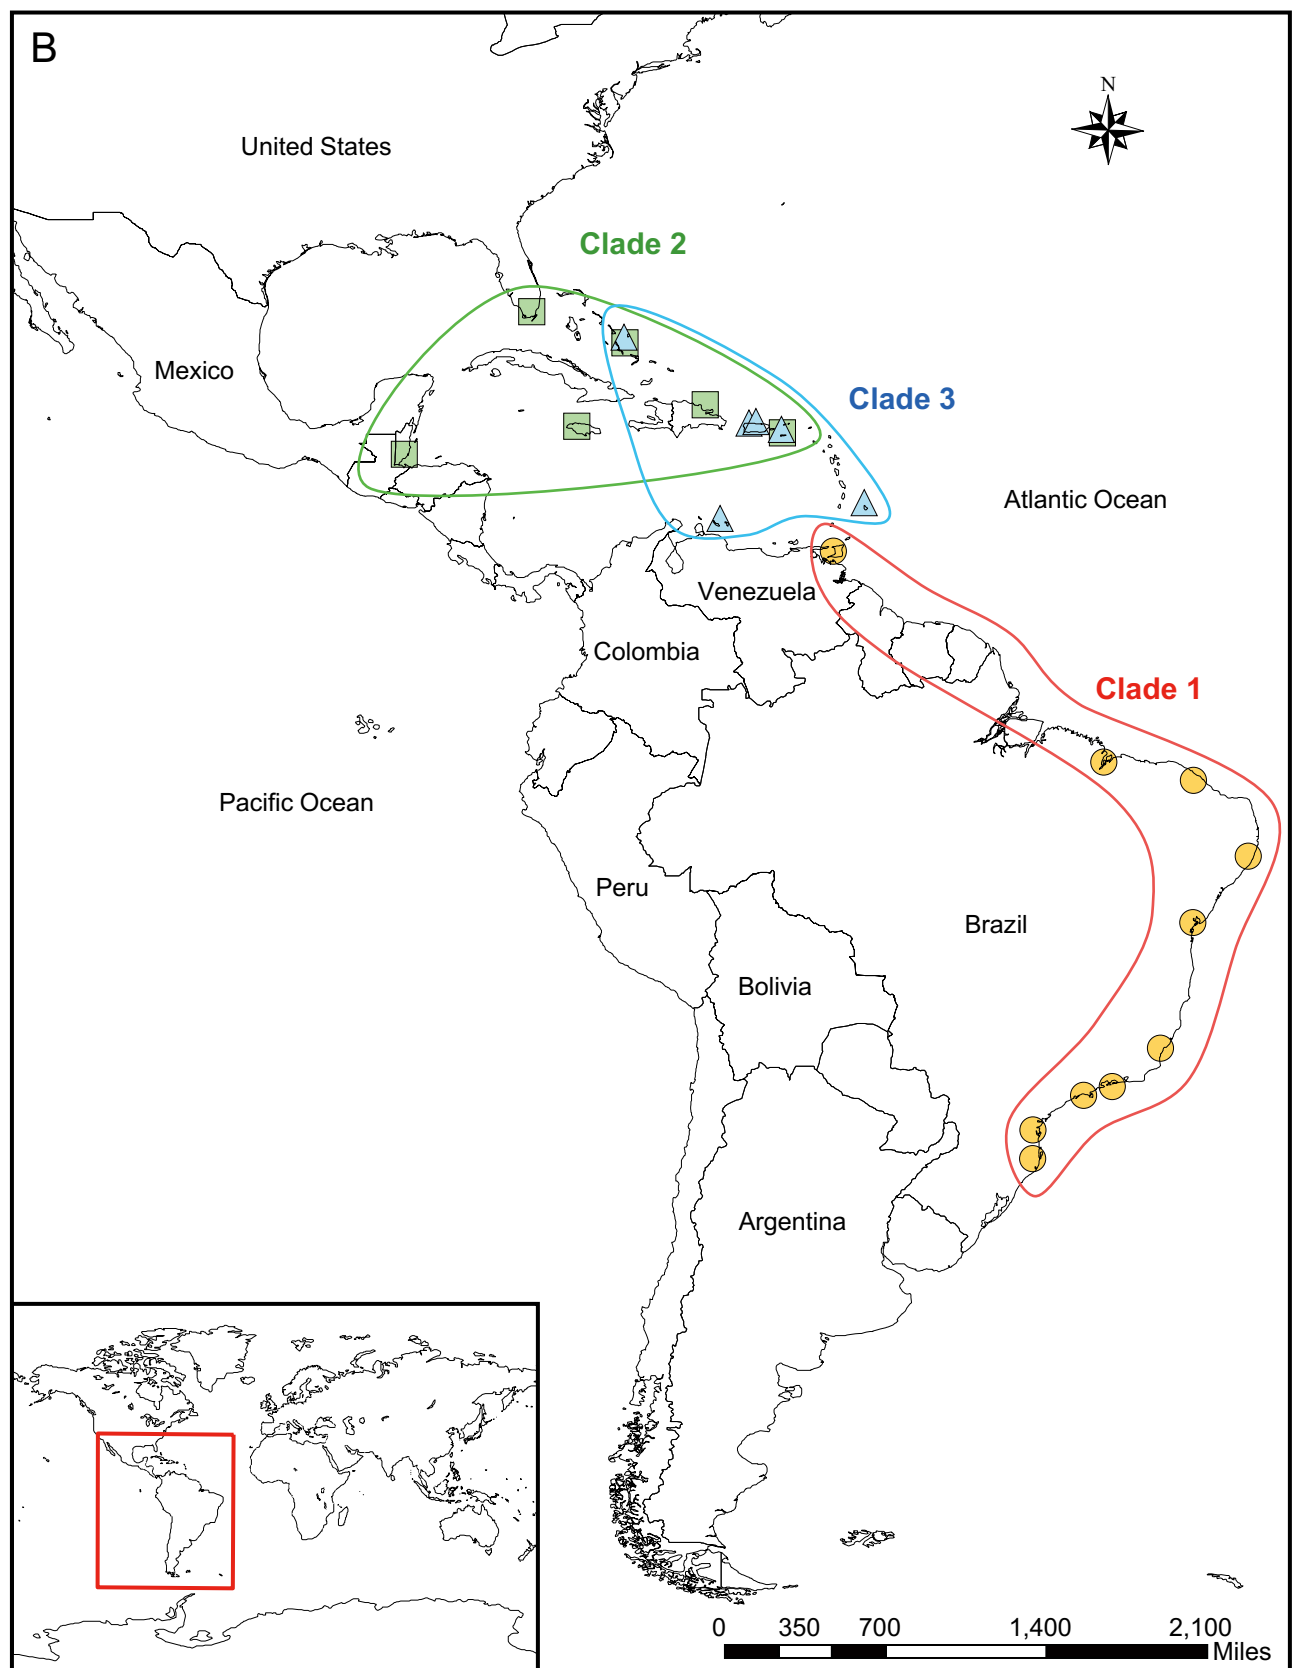 B
N
United States
Clade 2
Mexico
Clade 3
Atlantic Ocean
Venezuela
Colombia
Clade 1
Pacific Ocean
Peru
Brazil
Bolivia
Argentina
0 350 700 1,400 2,100
Miles